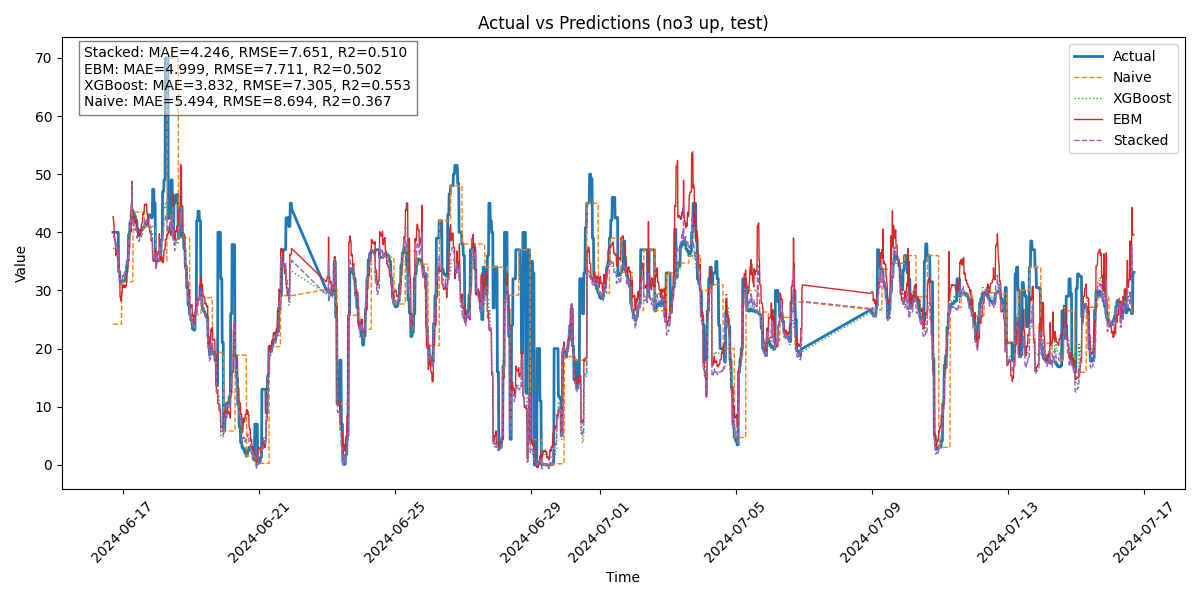 Actual vs Predictions (no3 up, test)
Stacked: MAE=4.246, RMSE=7.651, R2=0.510
EBM: MAE=4.999, RMSE=7.711, R2=0.502
XGBoost: MAE=3.832, RMSE=7.305, R2=0.553
Naive: MAE=5.494, RMSE=8.694, R2=0.367
Actual
Naive
XGBoost
EBM
Stacked
Value
70
60
50
40
30
20
10
0
2024-06-17
2024-06-21
2024-06-25
2024-06-29
2024-07-01
2024-07-05
2024-07-09
2024-07-13
2024-07-17
Time